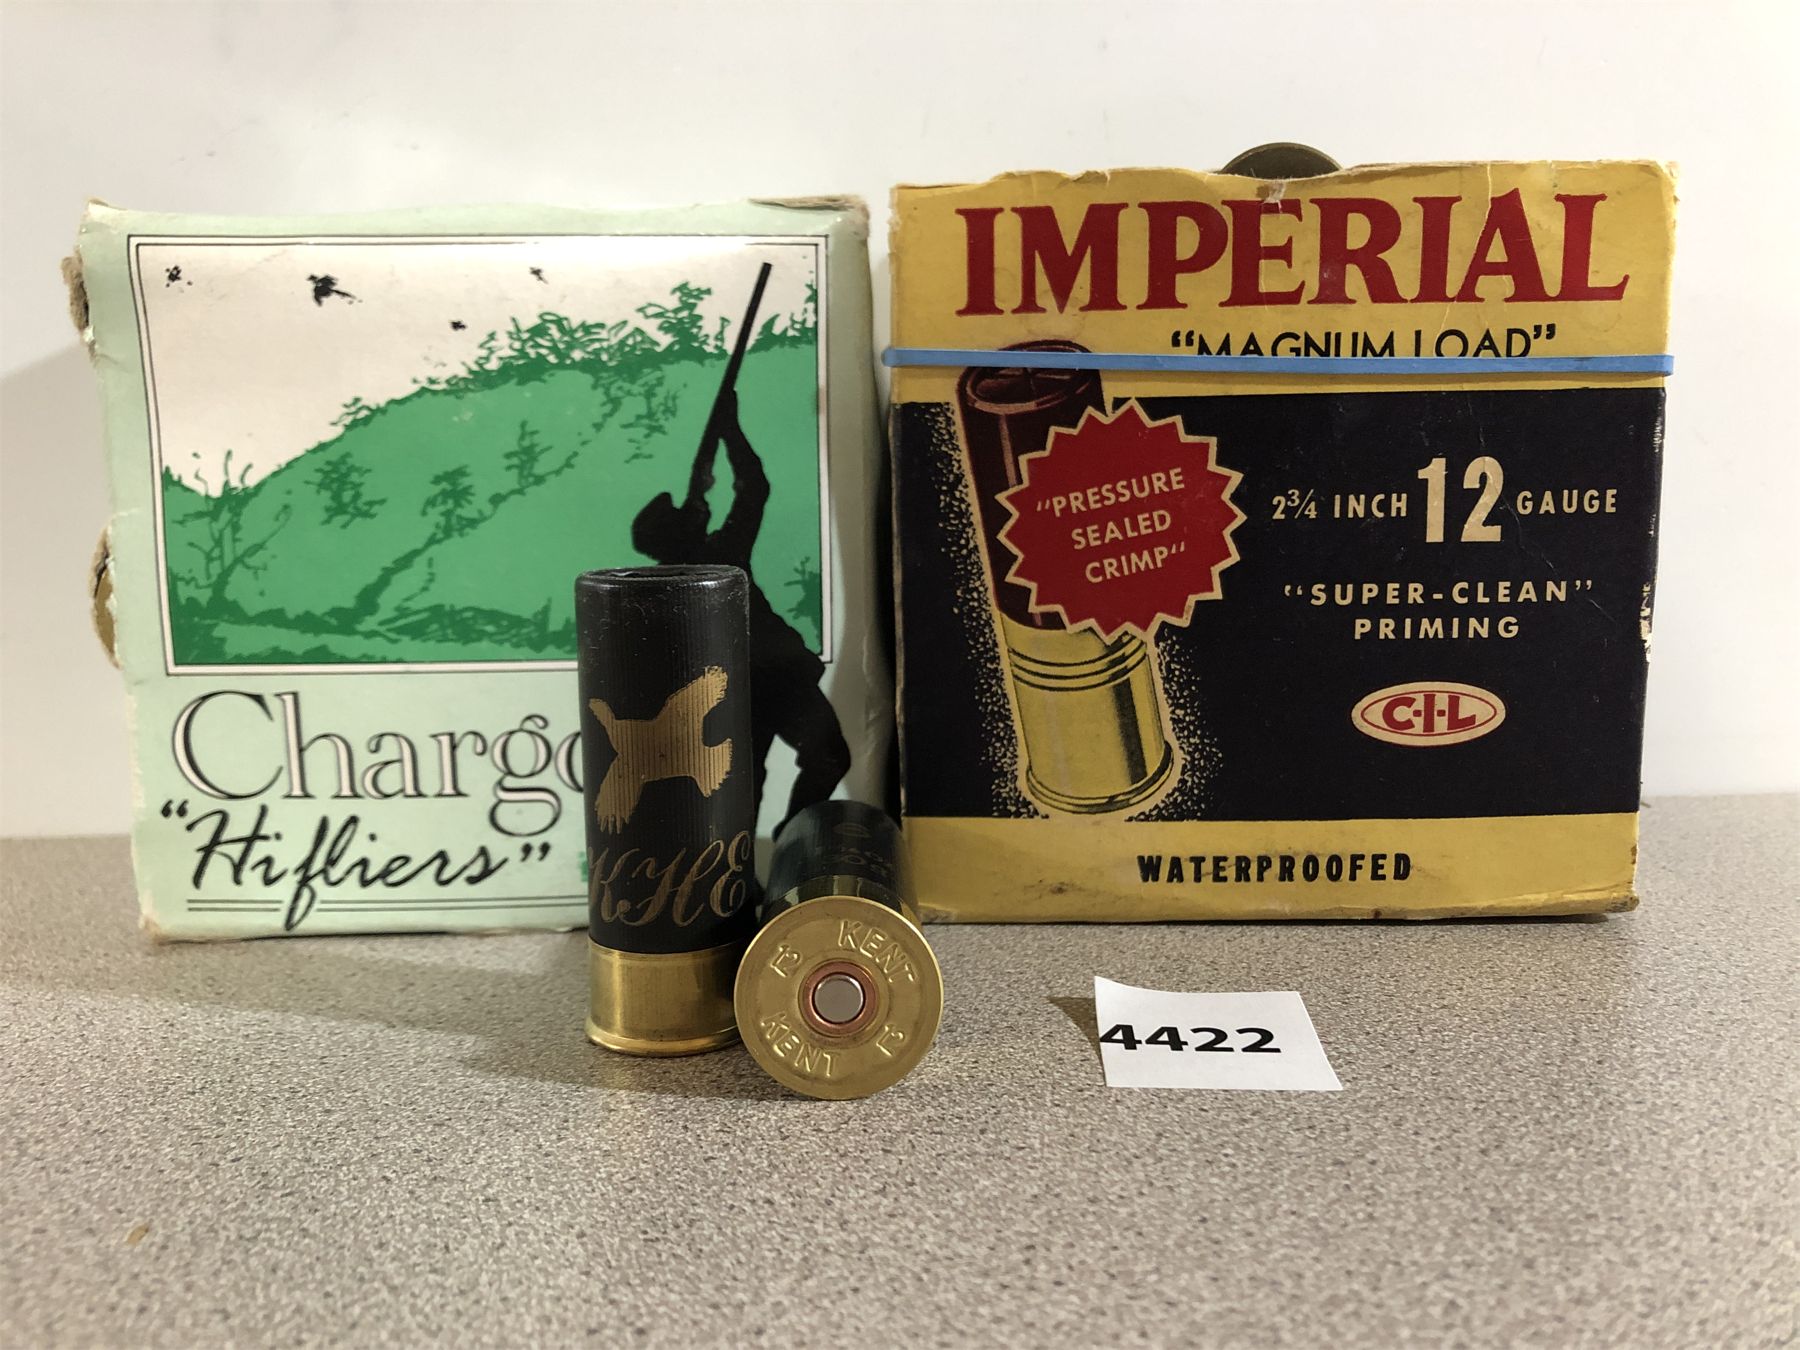 Charg
"Hifliers"
KHE
KENT
12
KENT
12
IMPERIAL
"MAGNUM LOAD"
"PRESSURE
SEALED
CRIMP"
2¾ INCH 12 GAUGE
"SUPER-CLEAN"
PRIMING
C-I-L
WATERPROOFED
4422